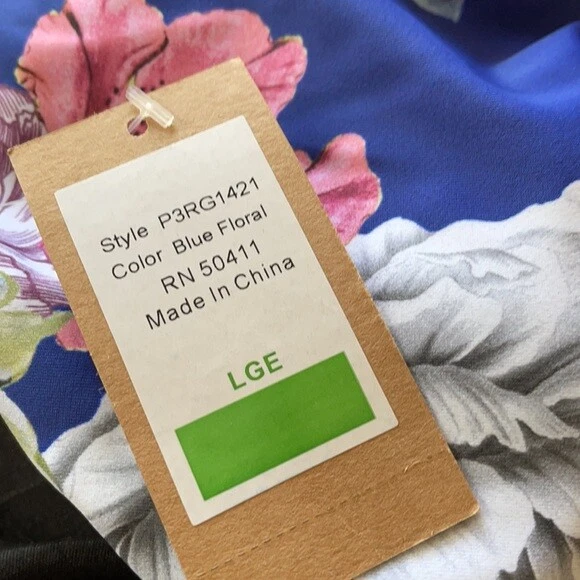 Style P3RG1421
Color Blue Floral
RN 50411
Made In China
LGE